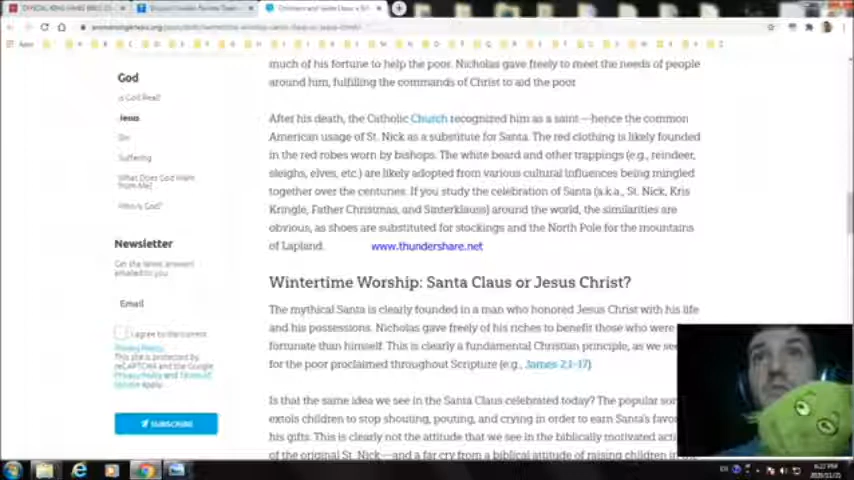 OFFICIAL KING JAMES BIBLE
Apps
much of his fortune to help the poor. Nicholas gave freely to meet the needs of people
around him, fulfilling the commands of Christ to aid the poor
After his death, the Catholic Church recognized him as a saint—hence the common
American usage of St. Nick as a substitute for Santa. The red clothing is likely founded
in the red robes worn by bishops. The white beard and other trappings (e.g., reindeer,
sleighs, elves, etc.) are likely adopted from various cultural influences being mingled
together over the centuries. If you study the celebration of Santa (a.k.a., St. Nick, Kris
Kringle, Father Christmas, and Sinterklauss) around the world, the similarities are
obvious, as shoes are substituted for stockings and the North Pole for the mountains
of Lapland.
www.thundershare.net
Wintertime Worship: Santa Claus or Jesus Christ?
The mythical Santa is clearly founded in a man who honored Jesus Christ with his life
and his possessions. Nicholas gave freely of his riches to benefit those who were
fortunate than himself. This is clearly a fundamental Christian principle, as we see
for the poor proclaimed throughout Scripture (e.g., James 2:1-17)
Is that the same idea we see in the Santa Claus celebrated today? The popular
extols children to stop shouting, pouting, and crying in order to earn Santa's
his gifts. This is clearly not the attitude that we see in the biblically motivated
of the original St. Nick—and a far cry from a biblical attitude of raising children in
God
Is God Real?
Jesus
Sin
Suffering
What Does God Want
from Me?
Who is God?
Newsletter
Get the latest answers
emailed to you.
Email
I agree to the current
Privacy Policy.
This site is protected by
reCAPTCHA and the Google
Privacy Policy and Terms of
Service apply.
SUBSCRIBE